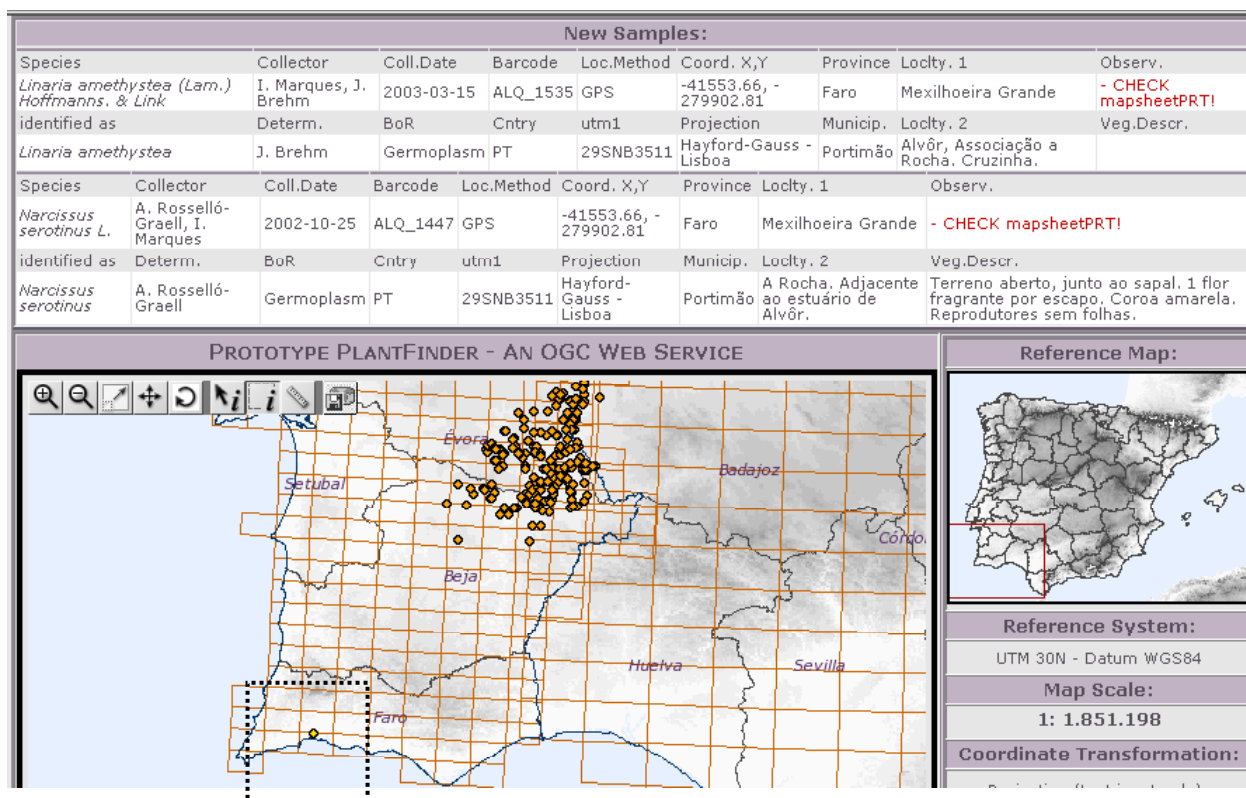 New Samples:
Species Collector Coll.Date Barcode Loc.Method Coord. X,Y Province Loclty. 1 Observ.
Linaria amethystea (Lam.) I. Marques, J. 2003-03-15 ALQ_1535 GPS -41553.66, - Faro Mexilhoeira Grande - CHECK
Hoffmanns. & Link Brehm 279902.81 mapsheetPRT!
identified as Determ. BoR Cntry utm1 Projection Municip. Loclty. 2 Veg.Descr.
Linaria amethystea J. Brehm Germoplasm PT 29SNB3511 Hayford-Gauss - Portimão Alvôr, Associação a
Lisboa Rocha. Cruzinha.
Species Collector Coll.Date Barcode Loc.Method Coord. X,Y Province Loclty. 1 Observ.
Narcissus A. Rosselló-
serotinus L. Graell, I. 2002-10-25 ALQ_1447 GPS -41553.66, - Faro Mexilhoeira Grande - CHECK mapsheetPRT!
Marques 279902.81
identified as Determ. BoR Cntry utm1 Projection Municip. Loclty. 2 Veg.Descr.
Narcissus A. Rosselló- Hayford- A Rocha. Adjacente Terreno aberto, junto ao sapal. 1 flor
serotinus Graell Germoplasm PT 29SNB3511 Gauss - Portimão ao estuário de fragrante por escapo. Coroa amarela.
Lisboa Alvôr. Reprodutores sem folhas.
PROTOTYPE PLANTFINDER - AN OGC WEB SERVICE
Reference Map:
i i
Évora
Badajoz
Setubal
Córdo
Beja
Huelva Sevilla
Faro
Reference System:
UTM 30N - Datum WGS84
Map Scale:
1: 1.851.198
Coordinate Transformation: